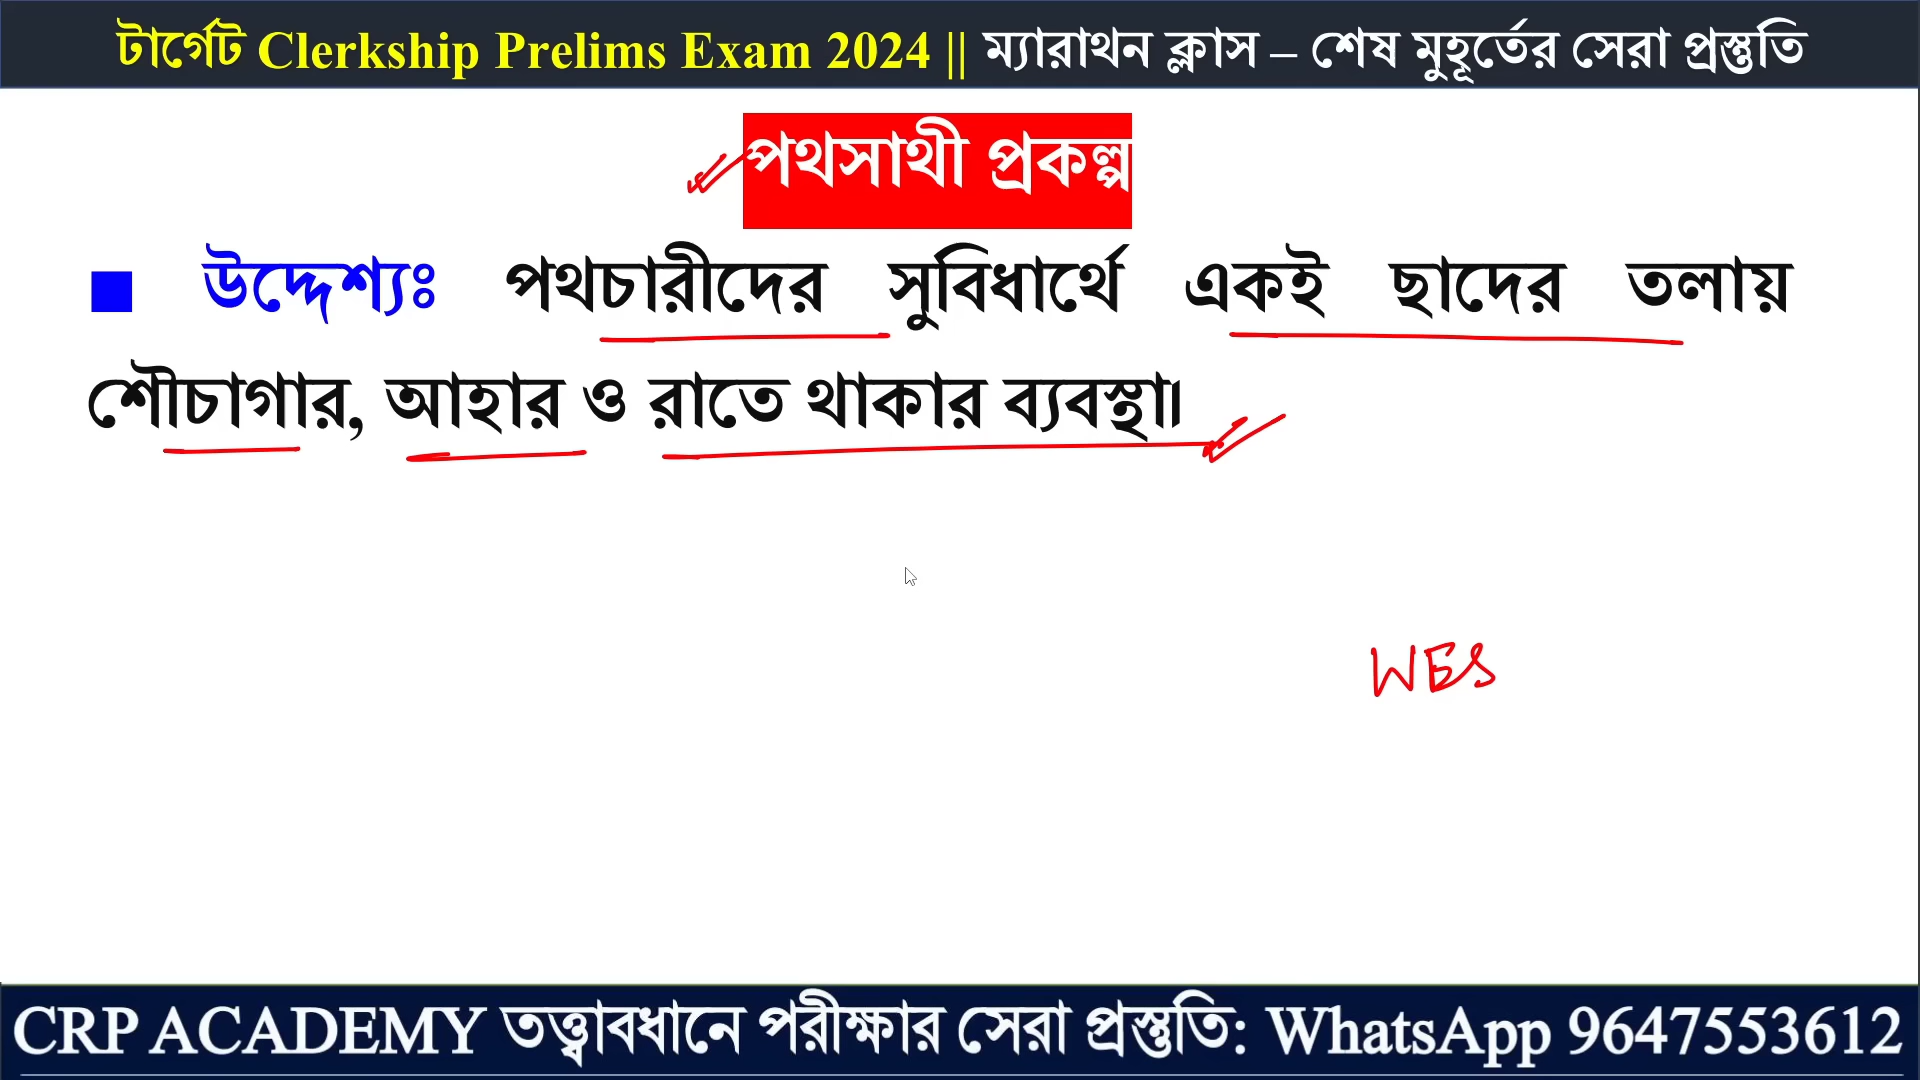 টার্গেট Clerkship Prelims Exam 2024 || ম্যারাথন ক্লাস – শেষ মুহূর্তের সেরা প্রস্তুতি
পথসাথী প্রকল্প
■ উদ্দেশ্যঃ পথচারীদের সুবিধার্থে একই ছাদের তলায়
শৌচাগার, আহার ও রাতে থাকার ব্যবস্থা।
WBS
CRP ACADEMY তত্ত্বাবধানে পরীক্ষার সেরা প্রস্তুতি: WhatsApp 9647553612